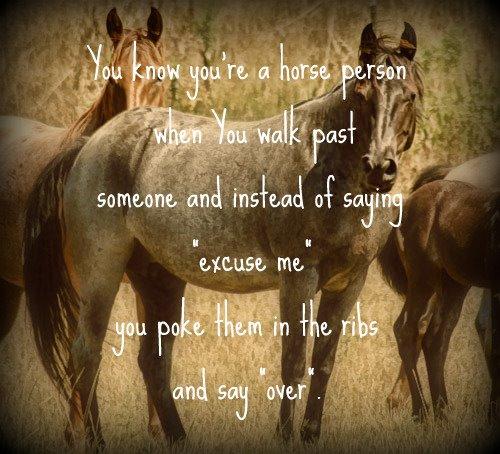 You know you're a horse person
when You walk past
someone and instead of saying
"excuse me"
you poke them in the ribs
and say "over".